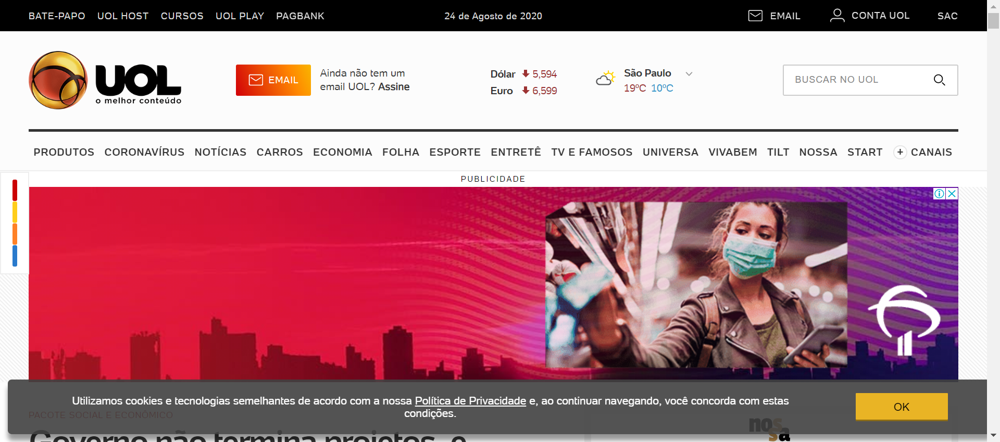 BATE-PAPO UOL HOST CURSOS UOL PLAY PAGBANK 24 de Agosto de 2020 EMAIL CONTA UOL SAC
UOL
o melhor conteúdo
EMAIL
Ainda não tem um
email UOL? Assine
Dólar 5,594
Euro 6,599
São Paulo
19ºC 10ºC
BUSCAR NO UOL
PRODUTOS CORONAVÍRUS NOTÍCIAS CARROS ECONOMIA FOLHA ESPORTE ENTRETÊ TV E FAMOSOS UNIVERSA VIVABEM TILT NOSSA START + CANAIS
PUBLICIDADE
Utilizamos cookies e tecnologias semelhantes de acordo com a nossa Política de Privacidade e, ao continuar navegando, você concorda com estas
condições.
OK
PACOTE SOCIAL E ECONÔMICO
nossa
Governo não termina projetos, e